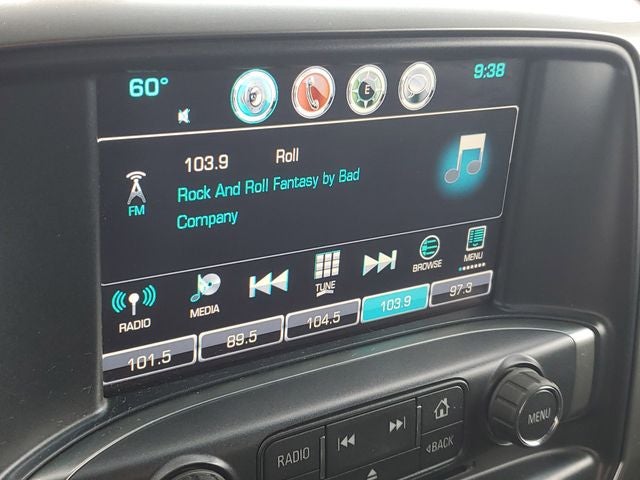 60°
E
9:38
103.9 Roll
FM
Rock And Roll Fantasy by Bad
Company
RADIO
MEDIA
TUNE
BROWSE
MENU
101.5 89.5 104.5 103.9 97.3
RADIO
BACK
MENU